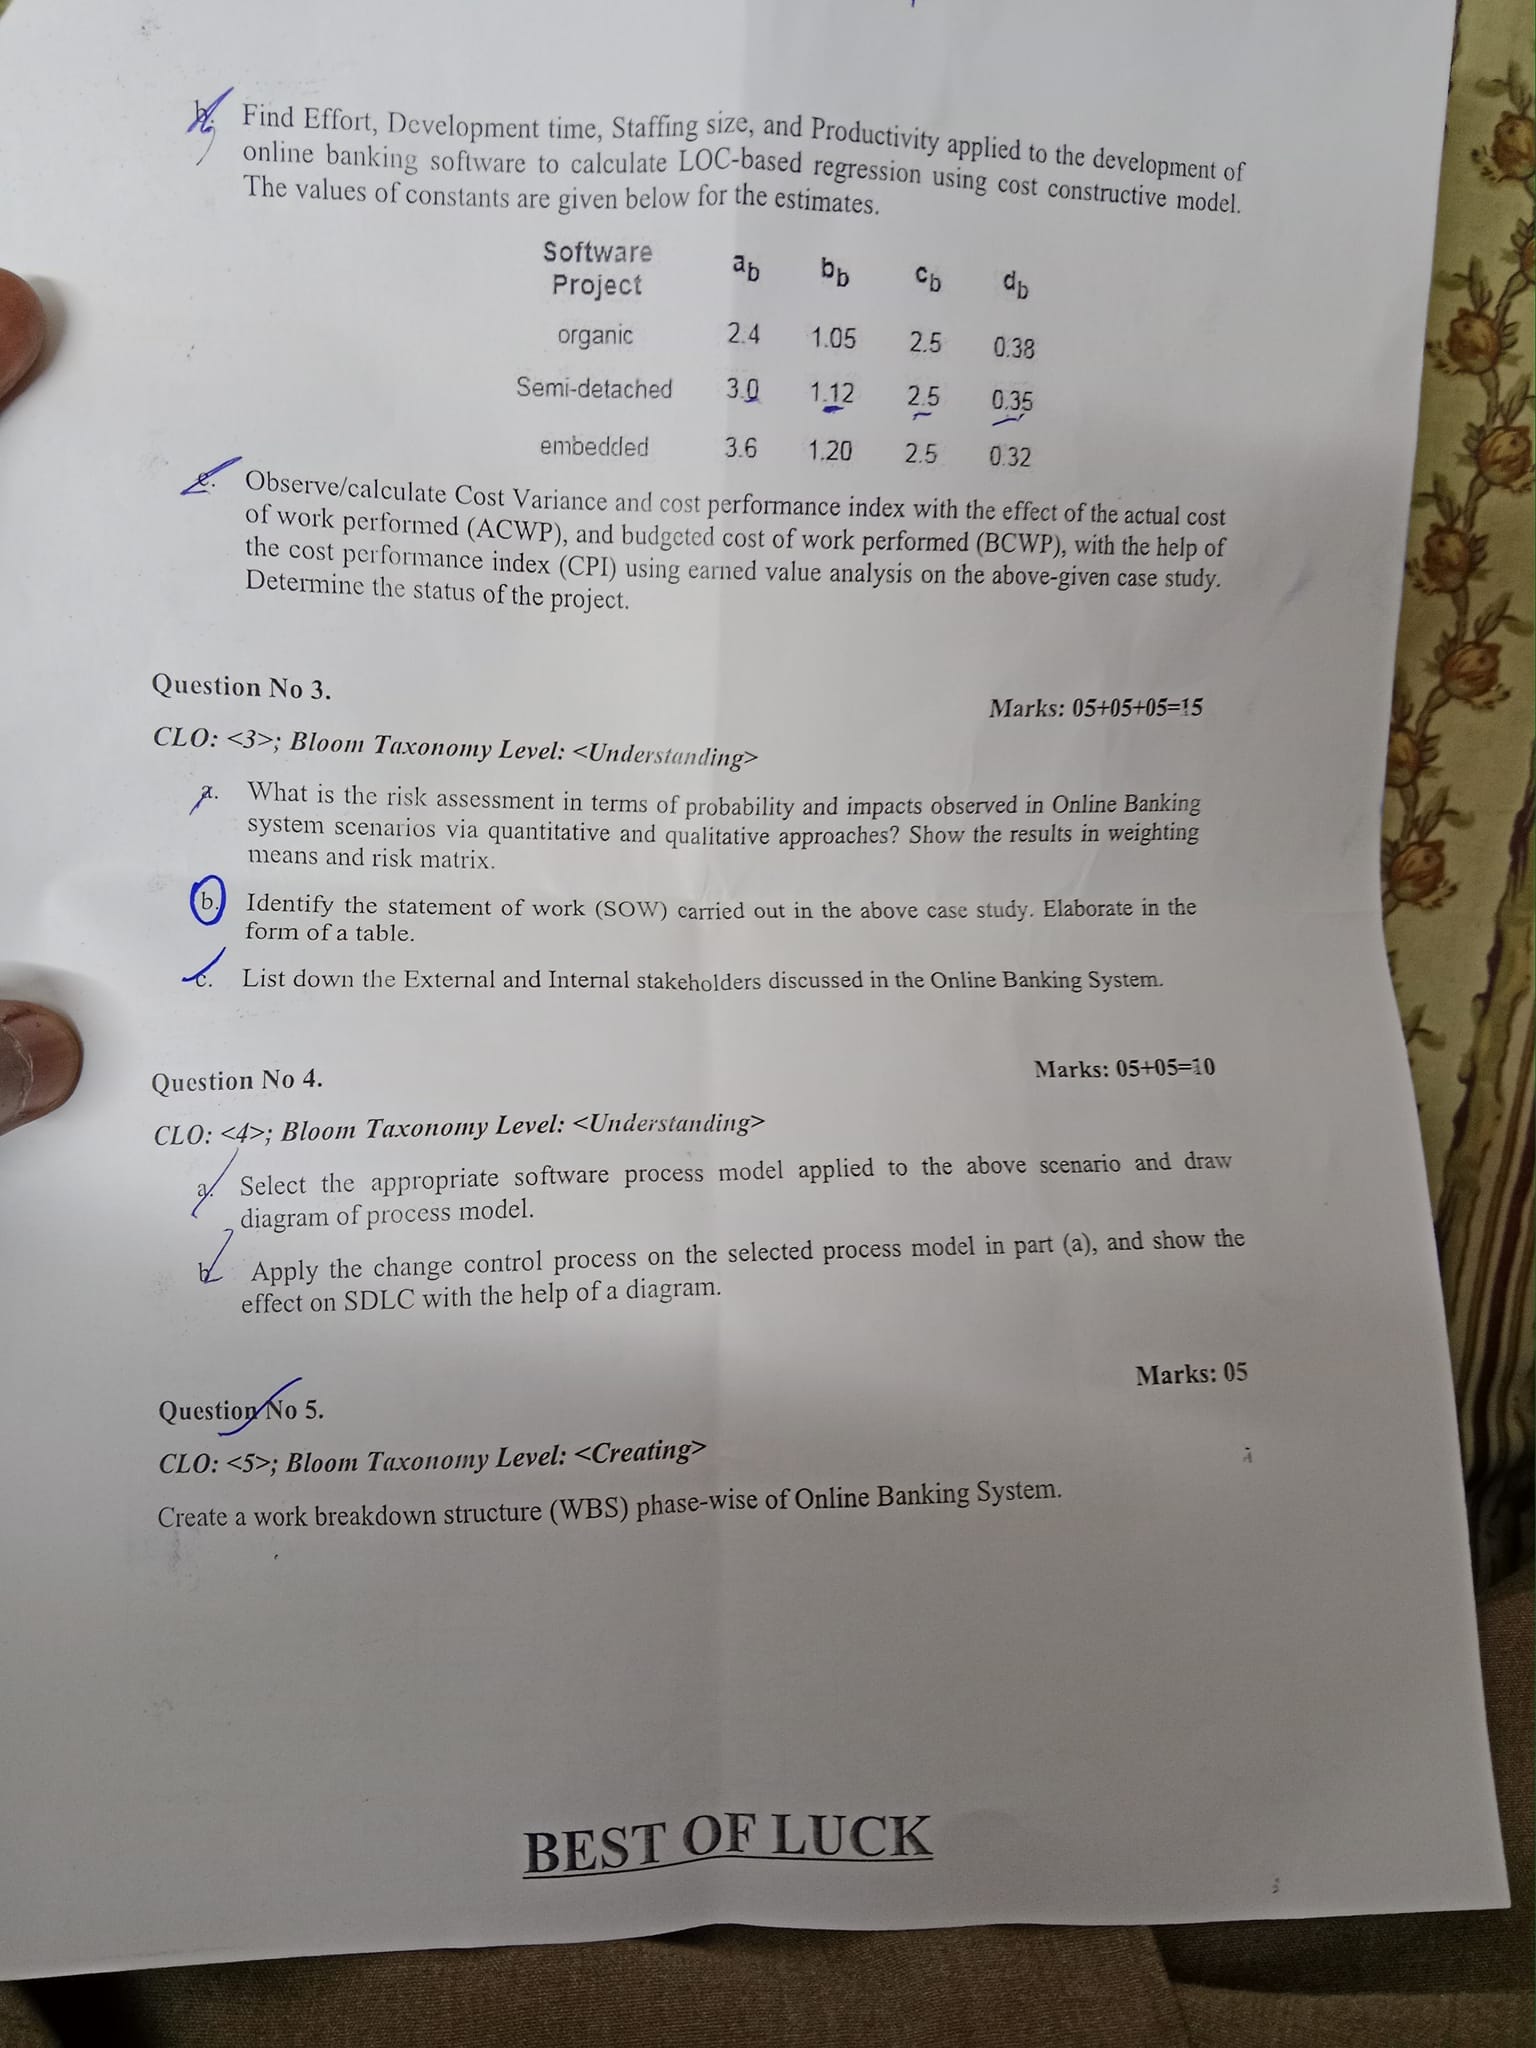 b. Find Effort, Development time, Staffing size, and Productivity applied to the development of
online banking software to calculate LOC-based regression using cost constructive model.
The values of constants are given below for the estimates.
Software Project ab bb cb db
organic 2.4 1.05 2.5 0.38
Semi-detached 3.0 1.12 2.5 0.35
embedded 3.6 1.20 2.5 0.32
c. Observe/calculate Cost Variance and cost performance index with the effect of the actual cost
of work performed (ACWP), and budgeted cost of work performed (BCWP), with the help of
the cost performance index (CPI) using earned value analysis on the above-given case study.
Determine the status of the project.
Question No 3.
Marks: 05+05+05=15
CLO: <3>; Bloom Taxonomy Level: <Understanding>
a. What is the risk assessment in terms of probability and impacts observed in Online Banking
system scenarios via quantitative and qualitative approaches? Show the results in weighting
means and risk matrix.
b. Identify the statement of work (SOW) carried out in the above case study. Elaborate in the
form of a table.
c. List down the External and Internal stakeholders discussed in the Online Banking System.
Question No 4.
Marks: 05+05=10
CLO: <4>; Bloom Taxonomy Level: <Understanding>
a. Select the appropriate software process model applied to the above scenario and draw
diagram of process model.
b. Apply the change control process on the selected process model in part (a), and show the
effect on SDLC with the help of a diagram.
Marks: 05
Question No 5.
CLO: <5>; Bloom Taxonomy Level: <Creating>
Create a work breakdown structure (WBS) phase-wise of Online Banking System.
BEST OF LUCK